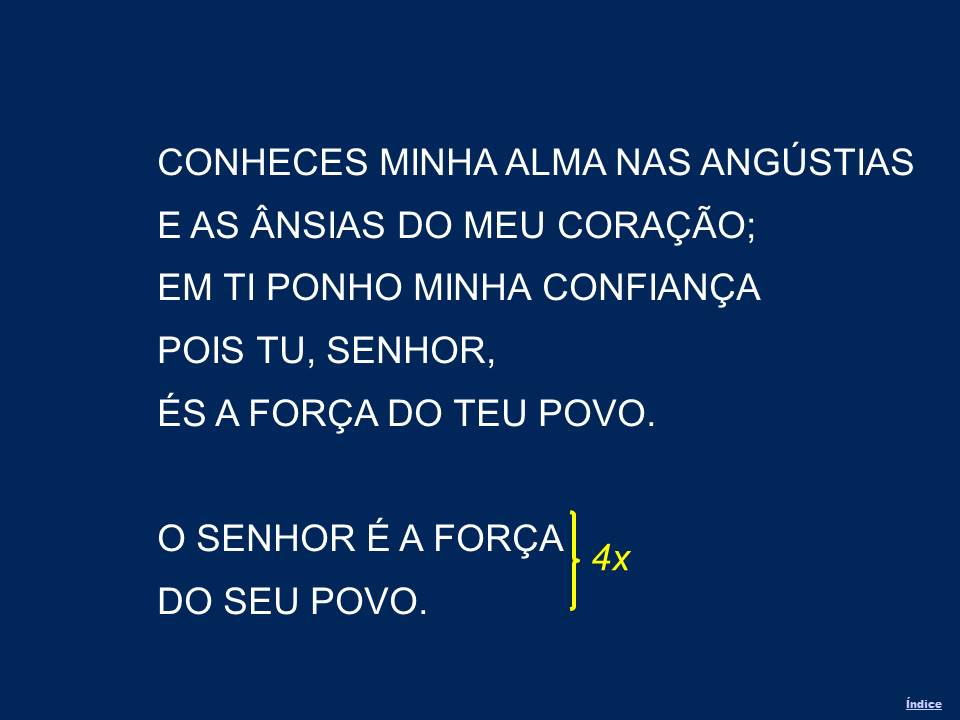 CONHECES MINHA ALMA NAS ANGÚSTIAS
E AS ÂNSIAS DO MEU CORAÇÃO;
EM TI PONHO MINHA CONFIANÇA
POIS TU, SENHOR,
ÉS A FORÇA DO TEU POVO.
O SENHOR É A FORÇA
4x
DO SEU POVO.
Índice